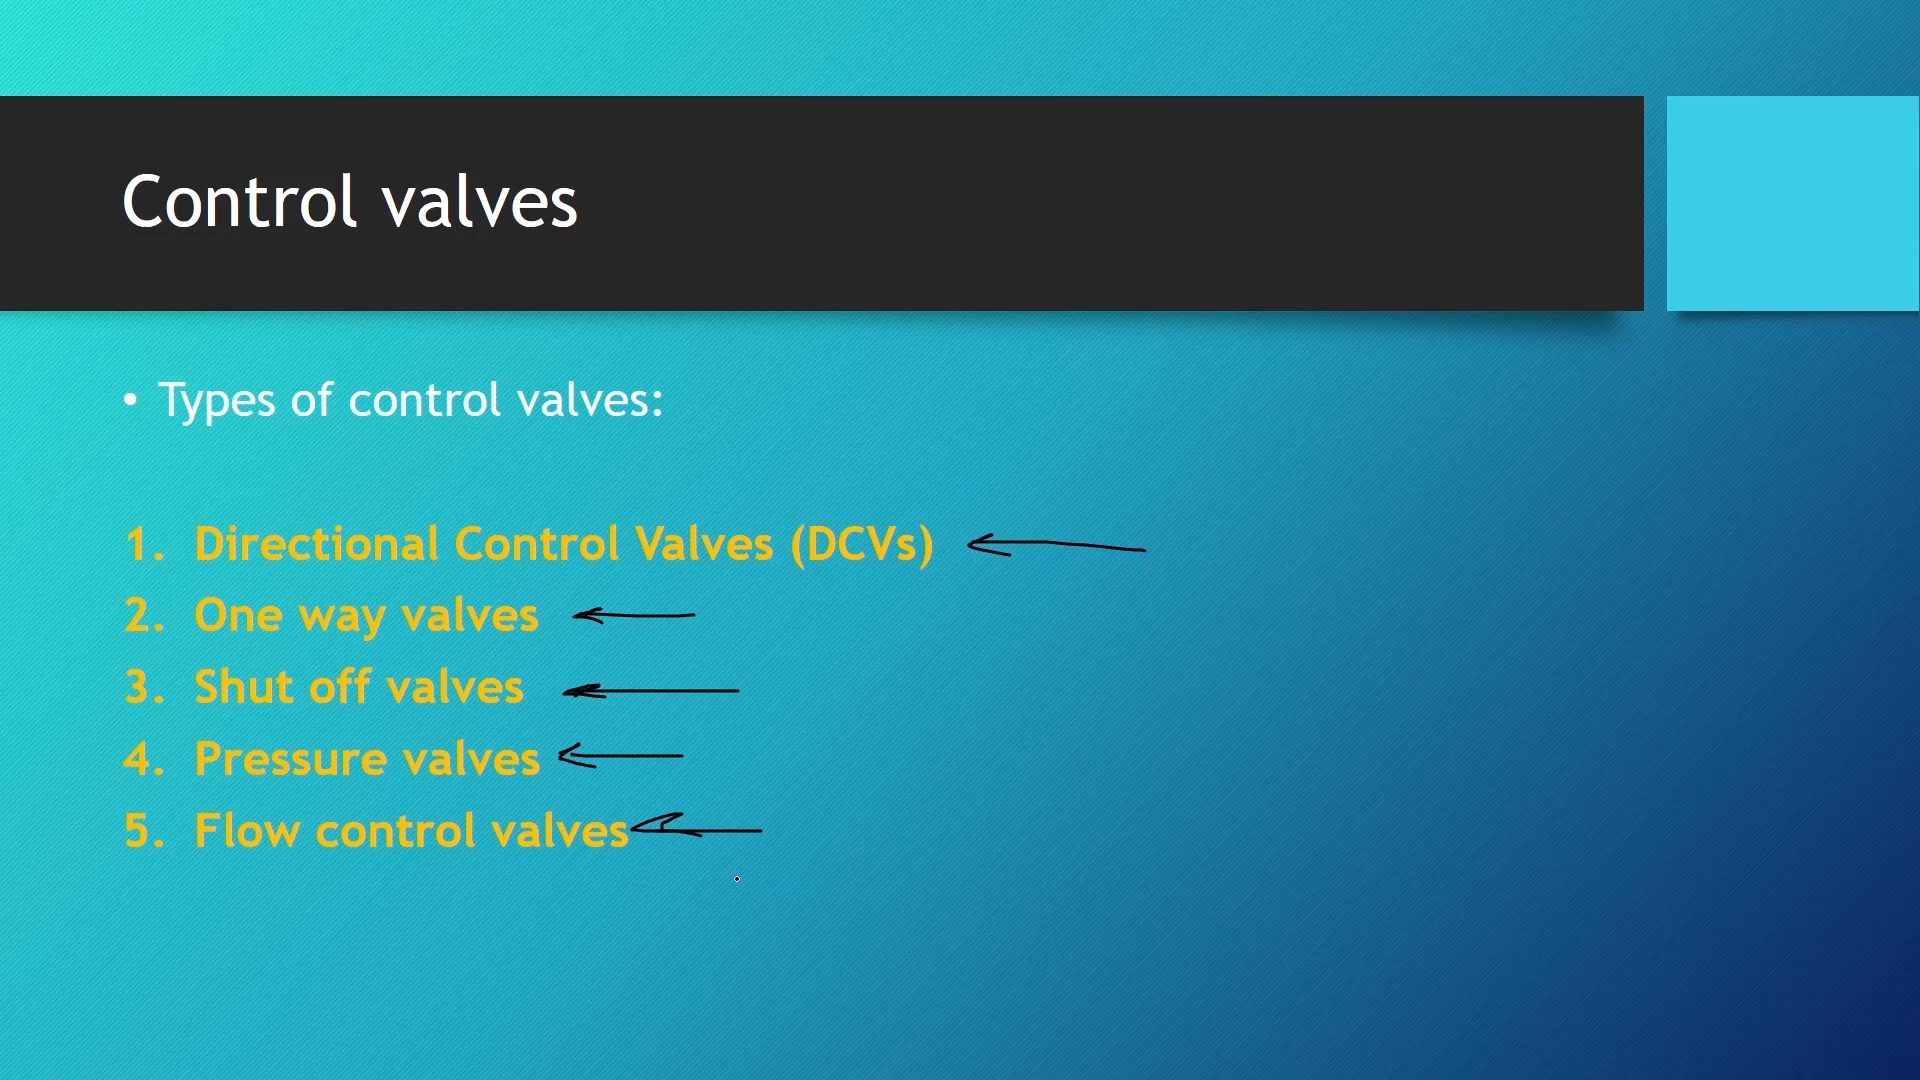 Control valves
• Types of control valves:
1. Directional Control Valves (DCVs)
2. One way valves
3. Shut off valves
4. Pressure valves
5. Flow control valves